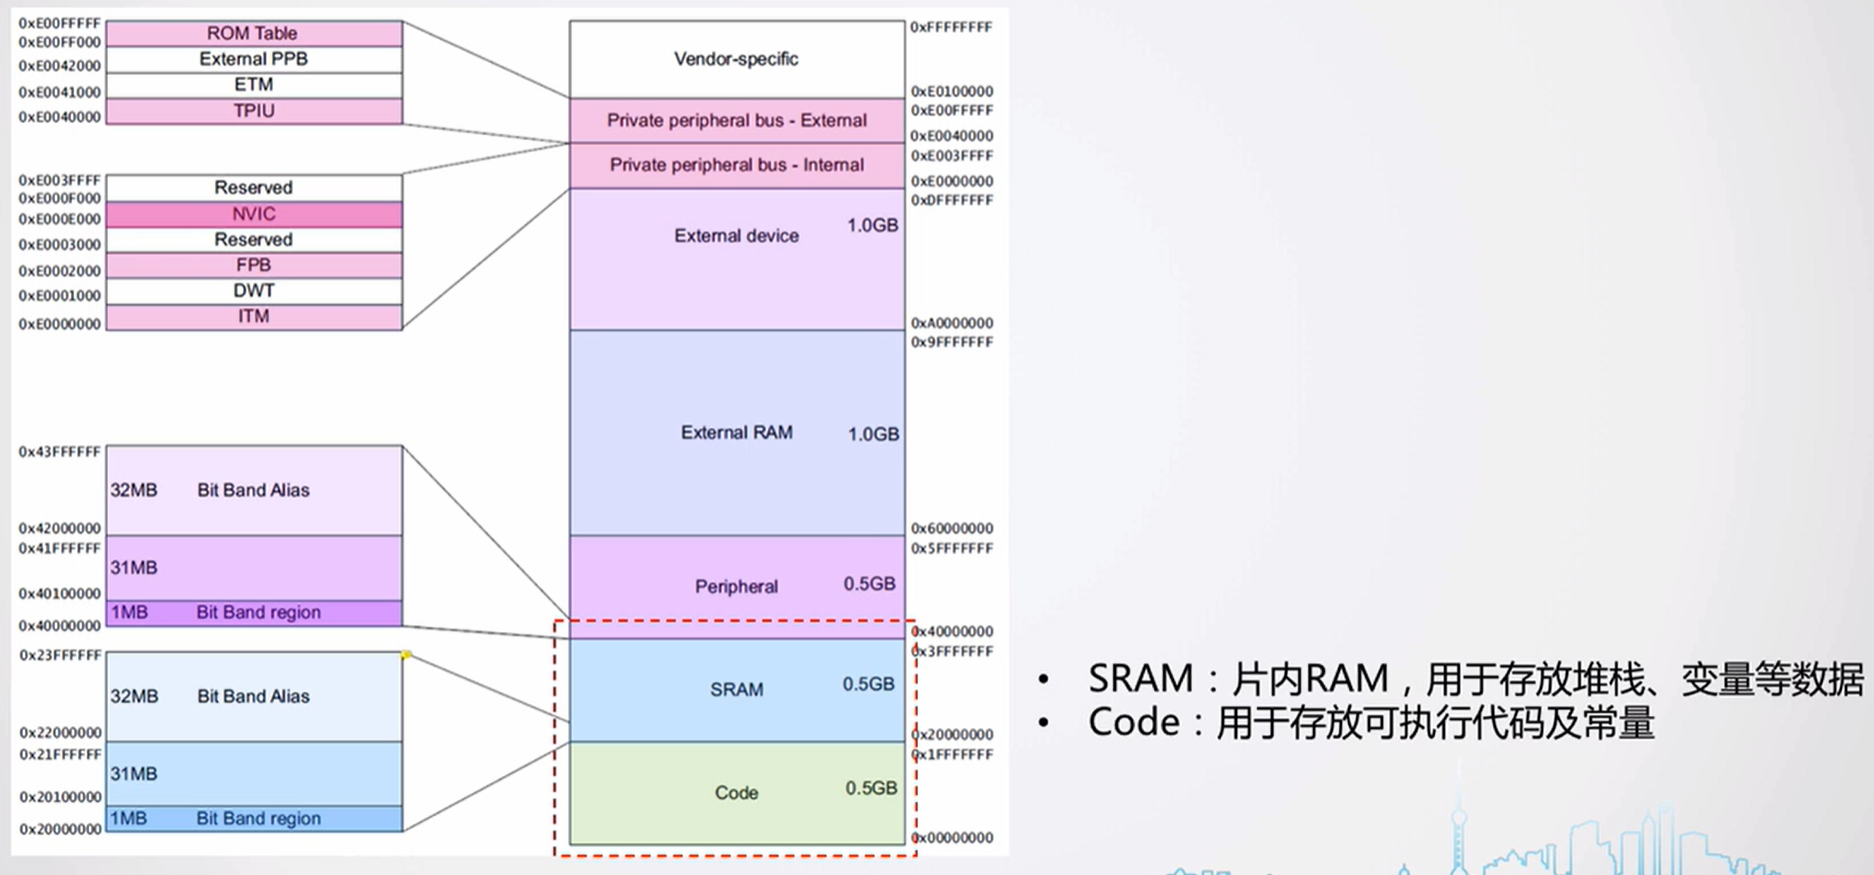 0xE00FFFFF
ROM Table
0xE00FF000
External PPB
0xE0042000
ETM
0xE0041000
TPIU
0xE0040000
0xE003FFFF
Reserved
0xE000F000
NVIC
0xE000E000
Reserved
0xE0003000
FPB
0xE0002000
DWT
0xE0001000
ITM
0xE0000000
0x43FFFFFF
32MB Bit Band Alias
0x42000000
0x41FFFFFF
31MB
0x40100000
1MB Bit Band region
0x40000000
0x23FFFFFF
32MB Bit Band Alias
0x22000000
0x21FFFFFF
31MB
0x20100000
1MB Bit Band region
0x20000000
0xFFFFFFFF
Vendor-specific
0xE0100000
0xE00FFFFF
Private peripheral bus - External
0xE0040000
0xE003FFFF
Private peripheral bus - Internal
0xE0000000
0xDFFFFFFF
External device 1.0GB
0xA0000000
0x9FFFFFFF
External RAM 1.0GB
0x60000000
0x5FFFFFFF
Peripheral 0.5GB
0x40000000
0x3FFFFFFF
SRAM 0.5GB
0x20000000
0x1FFFFFFF
Code 0.5GB
0x00000000
• SRAM：片内RAM，用于存放堆栈、变量等数据
• Code：用于存放可执行代码及常量